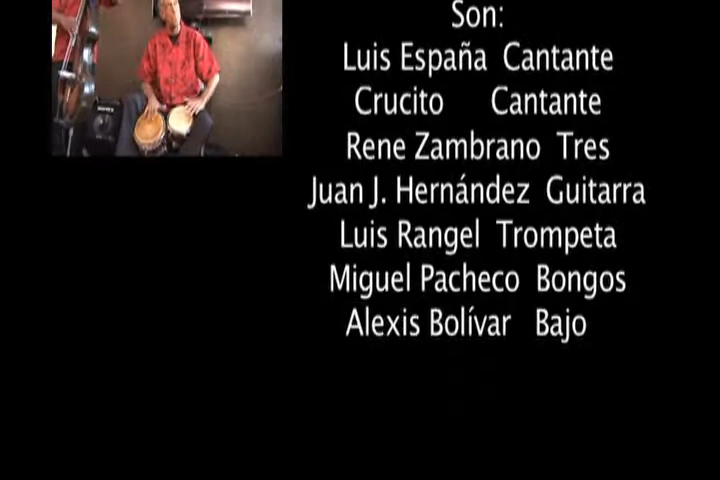 Son:
Luis España Cantante
Crucito Cantante
Rene Zambrano Tres
Juan J. Hernández Guitarra
Luis Rangel Trompeta
Miguel Pacheco Bongos
Alexis Bolívar Bajo